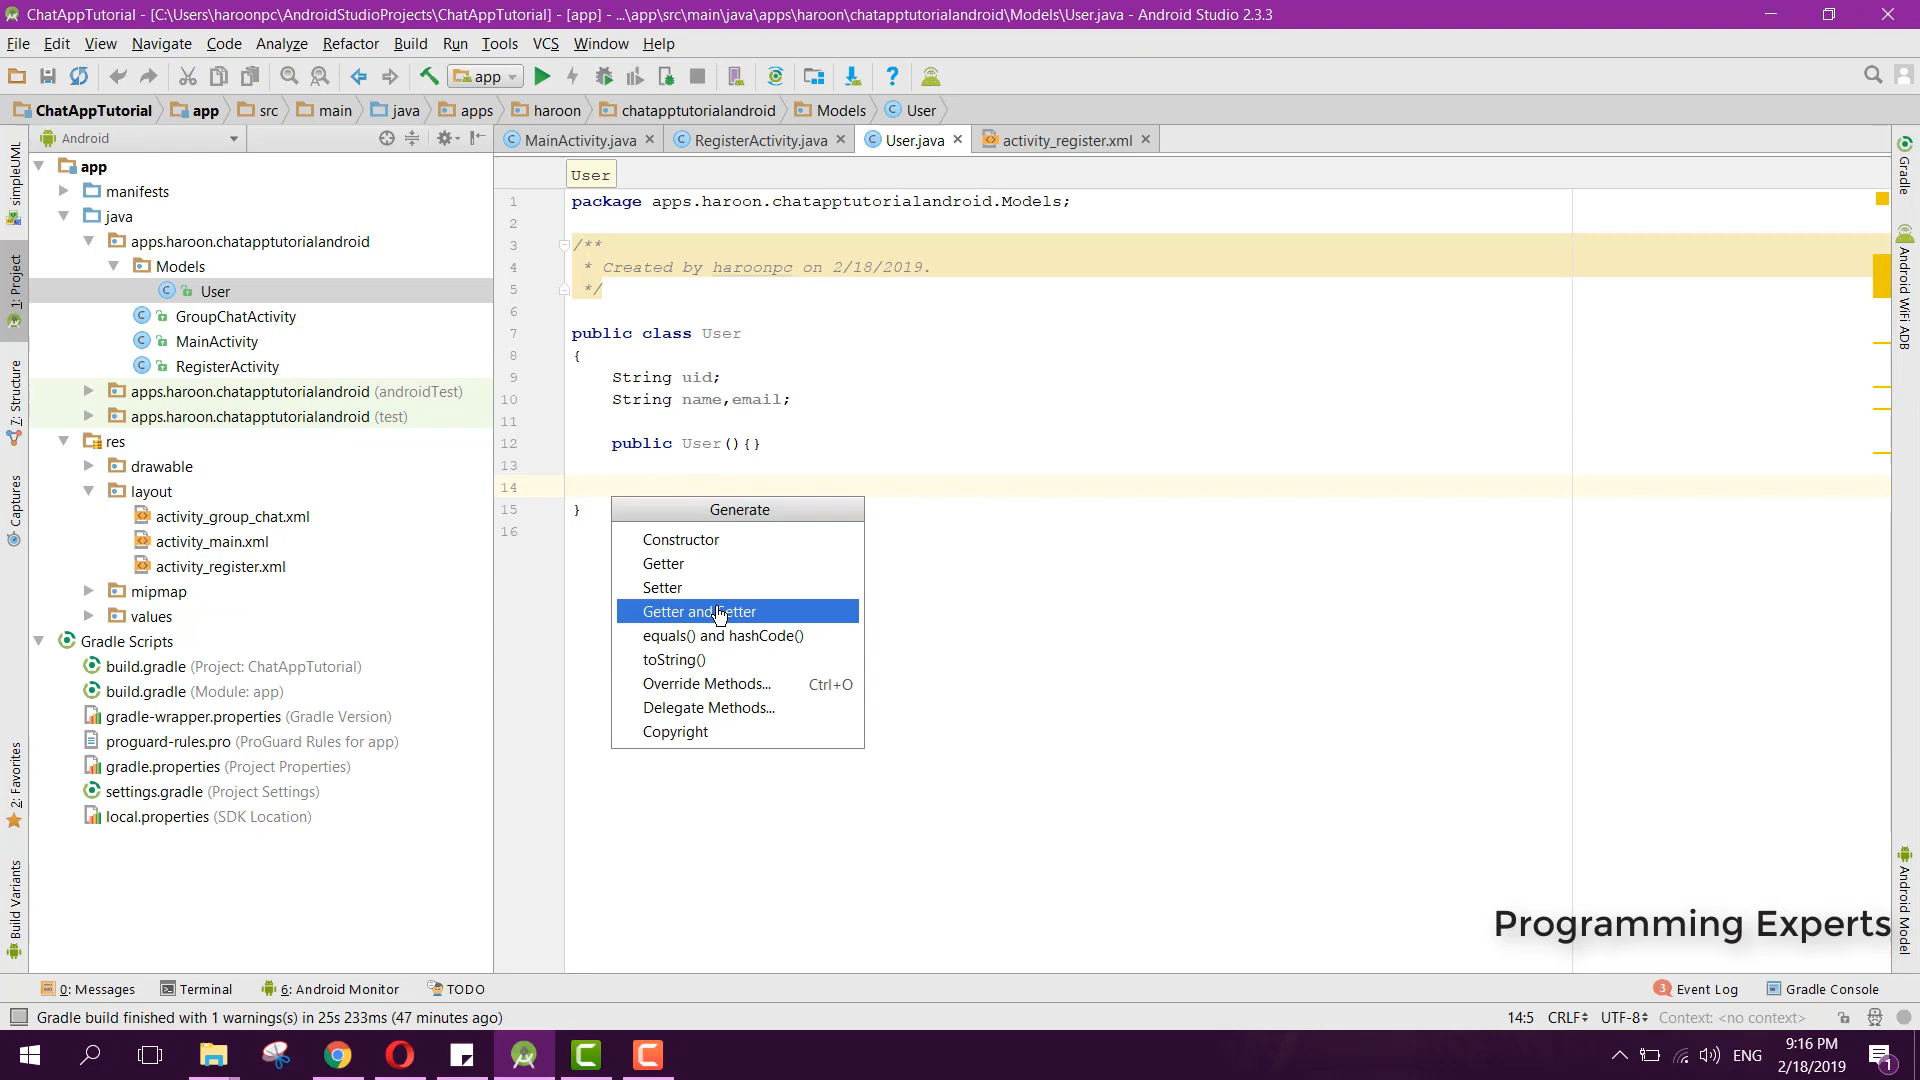 ChatAppTutorial - [C:\Users\haroonpc\AndroidStudioProjects\ChatAppTutorial] - [app] - ...\app\src\main\java\apps\haroon\chatapptutorialandroid\Models\User.java - Android Studio 2.3.3
File Edit View Navigate Code Analyze Refactor Build Run Tools VCS Window Help
app
ChatAppTutorial app src main java apps haroon chatapptutorialandroid Models User
Android
MainActivity.java RegisterActivity.java User.java activity_register.xml
simpleUML
1: Project
7: Structure
Captures
2: Favorites
Build Variants
app
manifests
java
apps.haroon.chatapptutorialandroid
Models
User
GroupChatActivity
MainActivity
RegisterActivity
apps.haroon.chatapptutorialandroid (androidTest)
apps.haroon.chatapptutorialandroid (test)
res
drawable
layout
activity_group_chat.xml
activity_main.xml
activity_register.xml
mipmap
values
Gradle Scripts
build.gradle (Project: ChatAppTutorial)
build.gradle (Module: app)
gradle-wrapper.properties (Gradle Version)
proguard-rules.pro (ProGuard Rules for app)
gradle.properties (Project Properties)
settings.gradle (Project Settings)
local.properties (SDK Location)
User
1 package apps.haroon.chatapptutorialandroid.Models;
2
3 /**
4 * Created by haroonpc on 2/18/2019.
5 */
6
7 public class User
8 {
9 String uid;
10 String name,email;
11
12 public User(){}
13
14
15 }
16
Generate
Constructor
Getter
Setter
Getter and Setter
equals() and hashCode()
toString()
Override Methods... Ctrl+O
Delegate Methods...
Copyright
Gradle
Android WiFi ADB
Android Model
Programming Experts
0: Messages Terminal 6: Android Monitor TODO
3 Event Log Gradle Console
Gradle build finished with 1 warnings(s) in 25s 233ms (47 minutes ago)
14:5 CRLF UTF-8 Context: <no context>
ENG
9:16 PM
2/18/2019
1